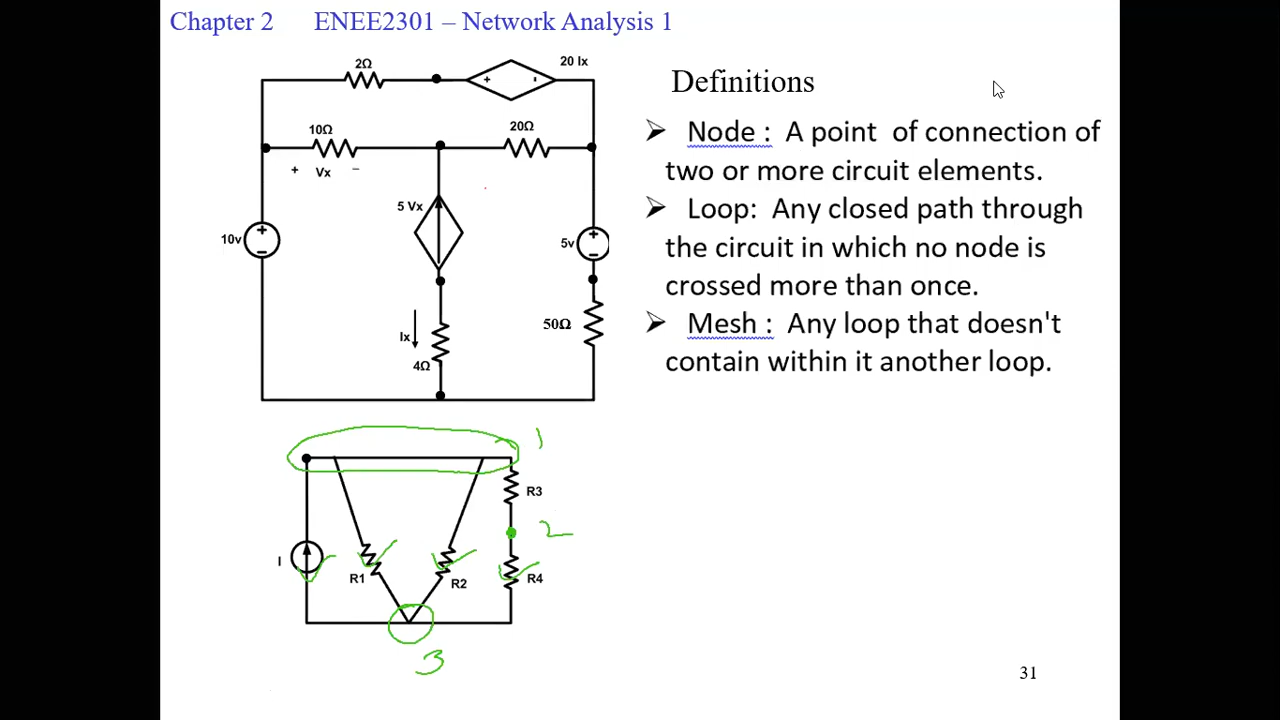 Chapter 2 ENEE2301 – Network Analysis 1
2Ω
20 Ix
+ -
10Ω
20Ω
+ Vx –
5 Vx
10v
+
–
5v
+
–
50Ω
Ix
4Ω
Definitions
➢ Node : A point of connection of
two or more circuit elements.
➢ Loop: Any closed path through
the circuit in which no node is
crossed more than once.
➢ Mesh : Any loop that doesn't
contain within it another loop.
1
R3
2
I
R1
R2
R4
3
31